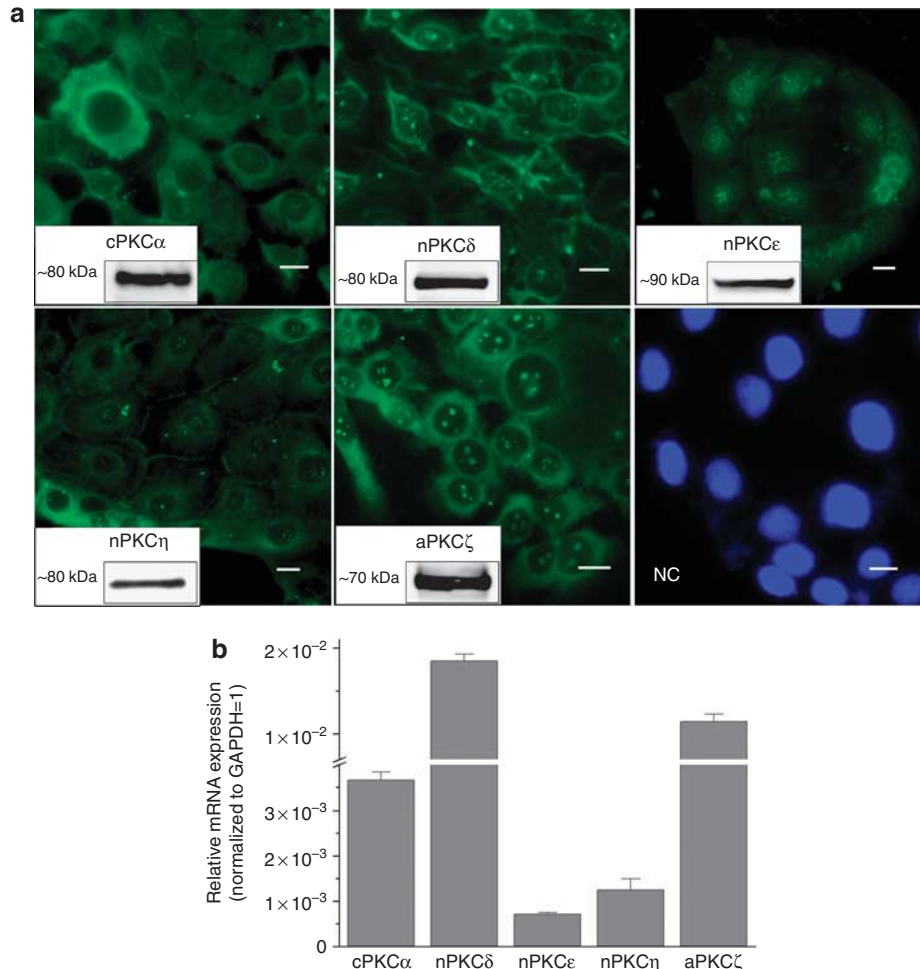 a
cPKCα
~80 kDa
nPKCδ
~80 kDa
nPKCε
~90 kDa
nPKCη
~80 kDa
aPKCζ
~70 kDa
NC
b
Relative mRNA expression
(normalized to GAPDH=1)
2 × 10⁻²
1 × 10⁻²
3 × 10⁻³
2 × 10⁻³
1 × 10⁻³
0
cPKCα nPKCδ nPKCε nPKCη aPKCζ